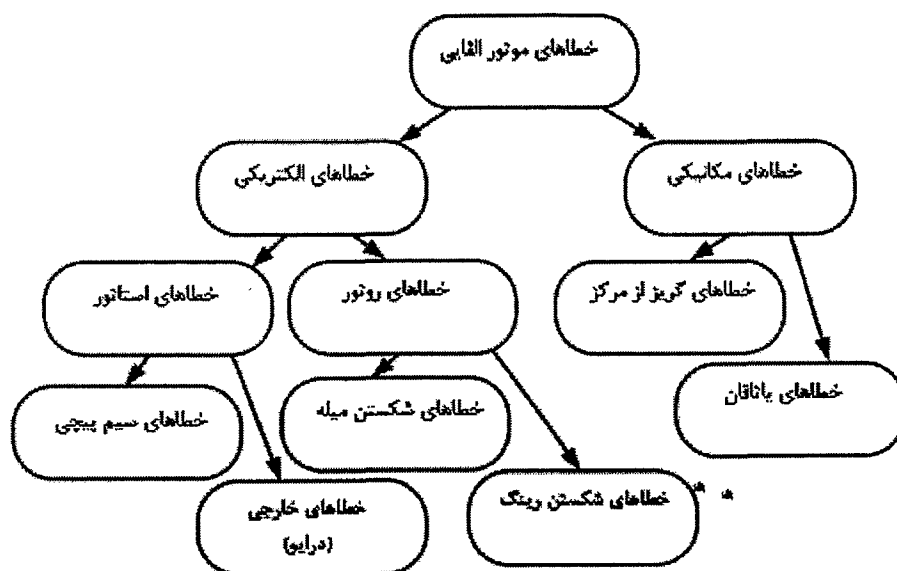 خطاهای موتور القایی
خطاهای الکتریکی
خطاهای مکانیکی
خطاهای استاتور
خطاهای روتور
خطاهای گریز از مرکز
خطاهای سیم پیچی
خطاهای شکستن میله
خطاهای یاتاقان
خطاهای خارجی
(درایو)
خطاهای شکستن رینگ
* *